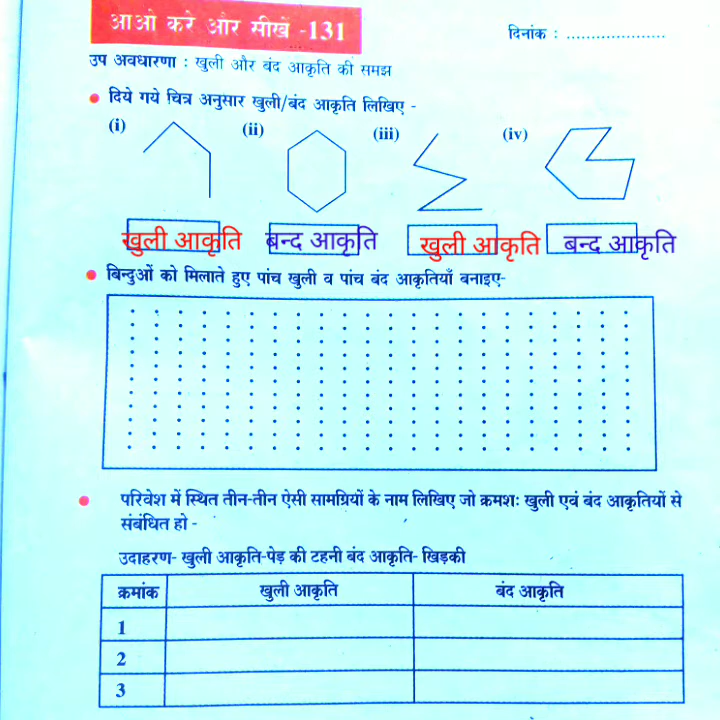 आओ करे और सीखें -131
दिनांक : ....................
उप अवधारणा : खुली और बंद आकृति की समझ
दिये गये चित्र अनुसार खुली/बंद आकृति लिखिए -
(i) (ii) (iii) (iv)
खुली आकृति बन्द आकृति खुली आकृति बन्द आकृति
बिन्दुओं को मिलाते हुए पांच खुली व पांच बंद आकृतियाँ बनाइए-
परिवेश में स्थित तीन-तीन ऐसी सामग्रियों के नाम लिखिए जो क्रमशः खुली एवं बंद आकृतियों से
संबंधित हो -
उदाहरण- खुली आकृति-पेड़ की टहनी बंद आकृति- खिड़की
क्रमांक खुली आकृति बंद आकृति
1
2
3